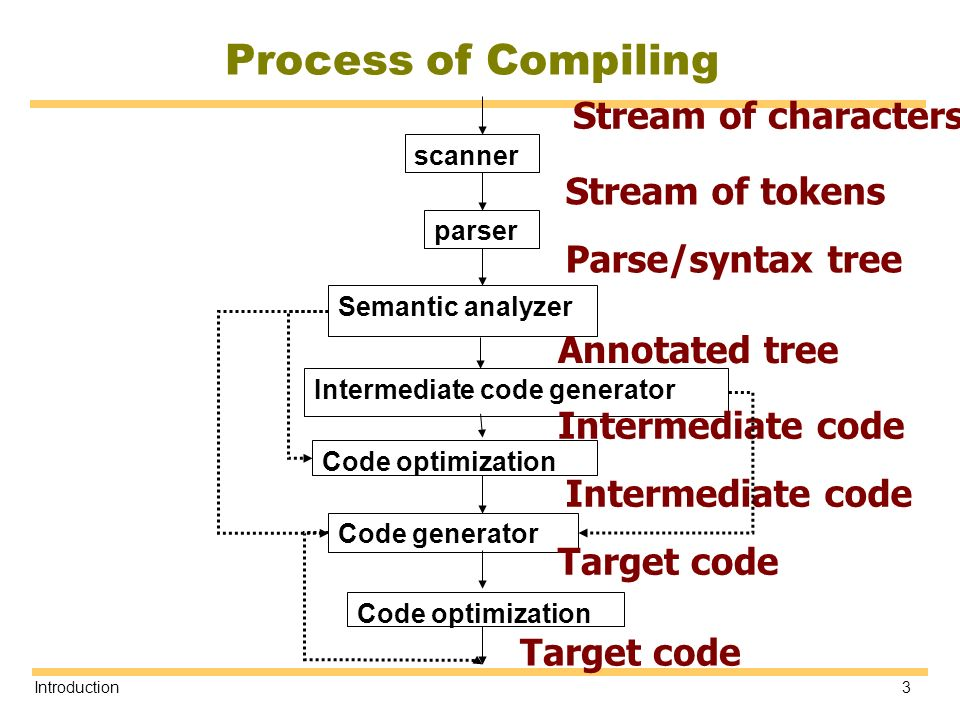 Process of Compiling
Stream of characters
scanner
Stream of tokens
parser
Parse/syntax tree
Semantic analyzer
Annotated tree
Intermediate code generator
Intermediate code
Code optimization
Intermediate code
Code generator
Target code
Code optimization
Target code
Introduction
3